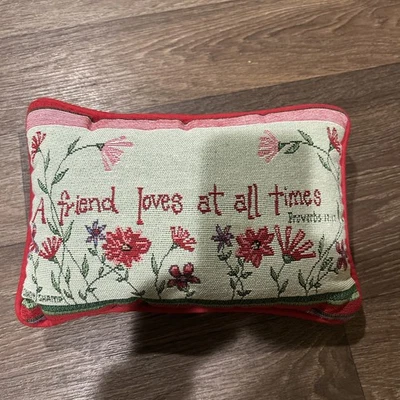 A friend loves at all times
Proverbs 17:17